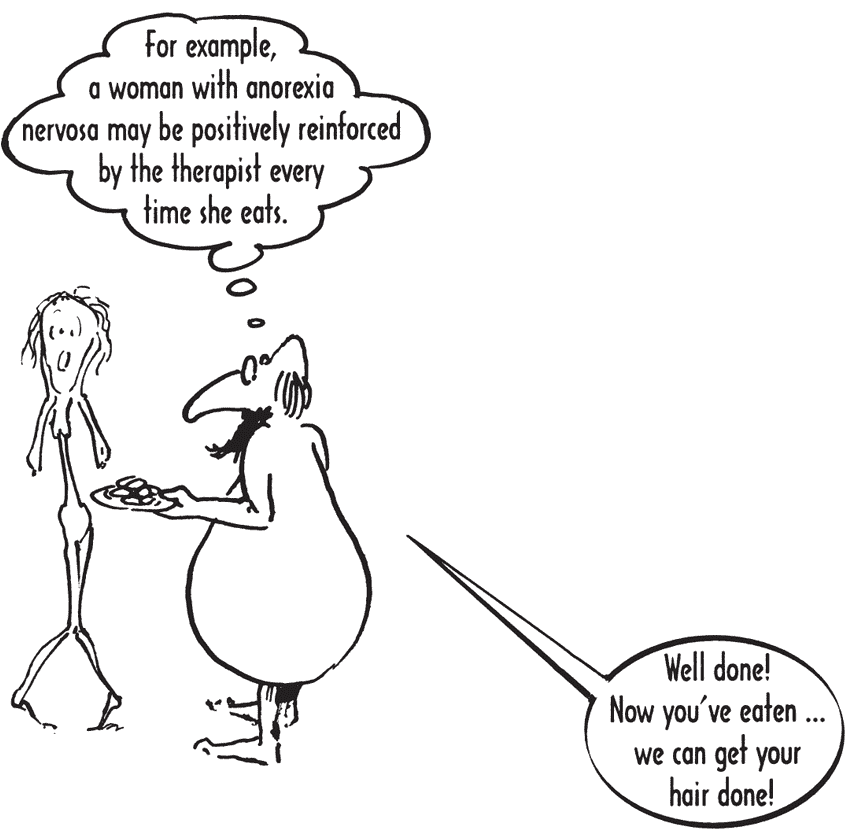 For example,
a woman with anorexia
nervosa may be positively reinforced
by the therapist every
time she eats.
Well done!
Now you've eaten ...
we can get your
hair done!